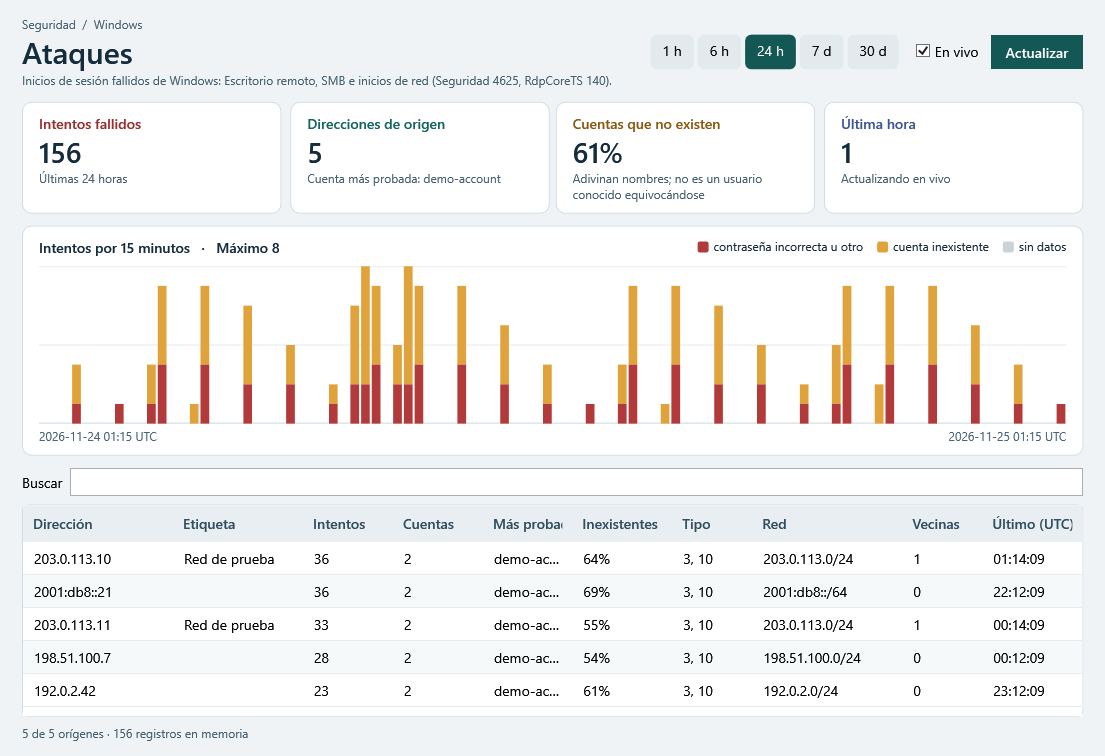 Seguridad / Windows
Ataques
Inicios de sesión fallidos de Windows: Escritorio remoto, SMB e inicios de red (Seguridad 4625, RdpCoreTS 140).
1 h 6 h 24 h 7 d 30 d En vivo Actualizar
Intentos fallidos
156
Últimas 24 horas
Direcciones de origen
5
Cuenta más probada: demo-account
Cuentas que no existen
61%
Adivinan nombres; no es un usuario
conocido equivocándose
Última hora
1
Actualizando en vivo
Intentos por 15 minutos · Máximo 8
contraseña incorrecta u otro cuenta inexistente sin datos
2026-11-24 01:15 UTC 2026-11-25 01:15 UTC
Buscar
Dirección Etiqueta Intentos Cuentas Más proba Inexistentes Tipo Red Vecinas Último (UTC)
203.0.113.10 Red de prueba 36 2 demo-ac... 64% 3, 10 203.0.113.0/24 1 01:14:09
2001:db8::21 36 2 demo-ac... 69% 3, 10 2001:db8::/64 0 22:12:09
203.0.113.11 Red de prueba 33 2 demo-ac... 55% 3, 10 203.0.113.0/24 1 00:14:09
198.51.100.7 28 2 demo-ac... 54% 3, 10 198.51.100.0/24 0 00:12:09
192.0.2.42 23 2 demo-ac... 61% 3, 10 192.0.2.0/24 0 23:12:09
5 de 5 orígenes · 156 registros en memoria